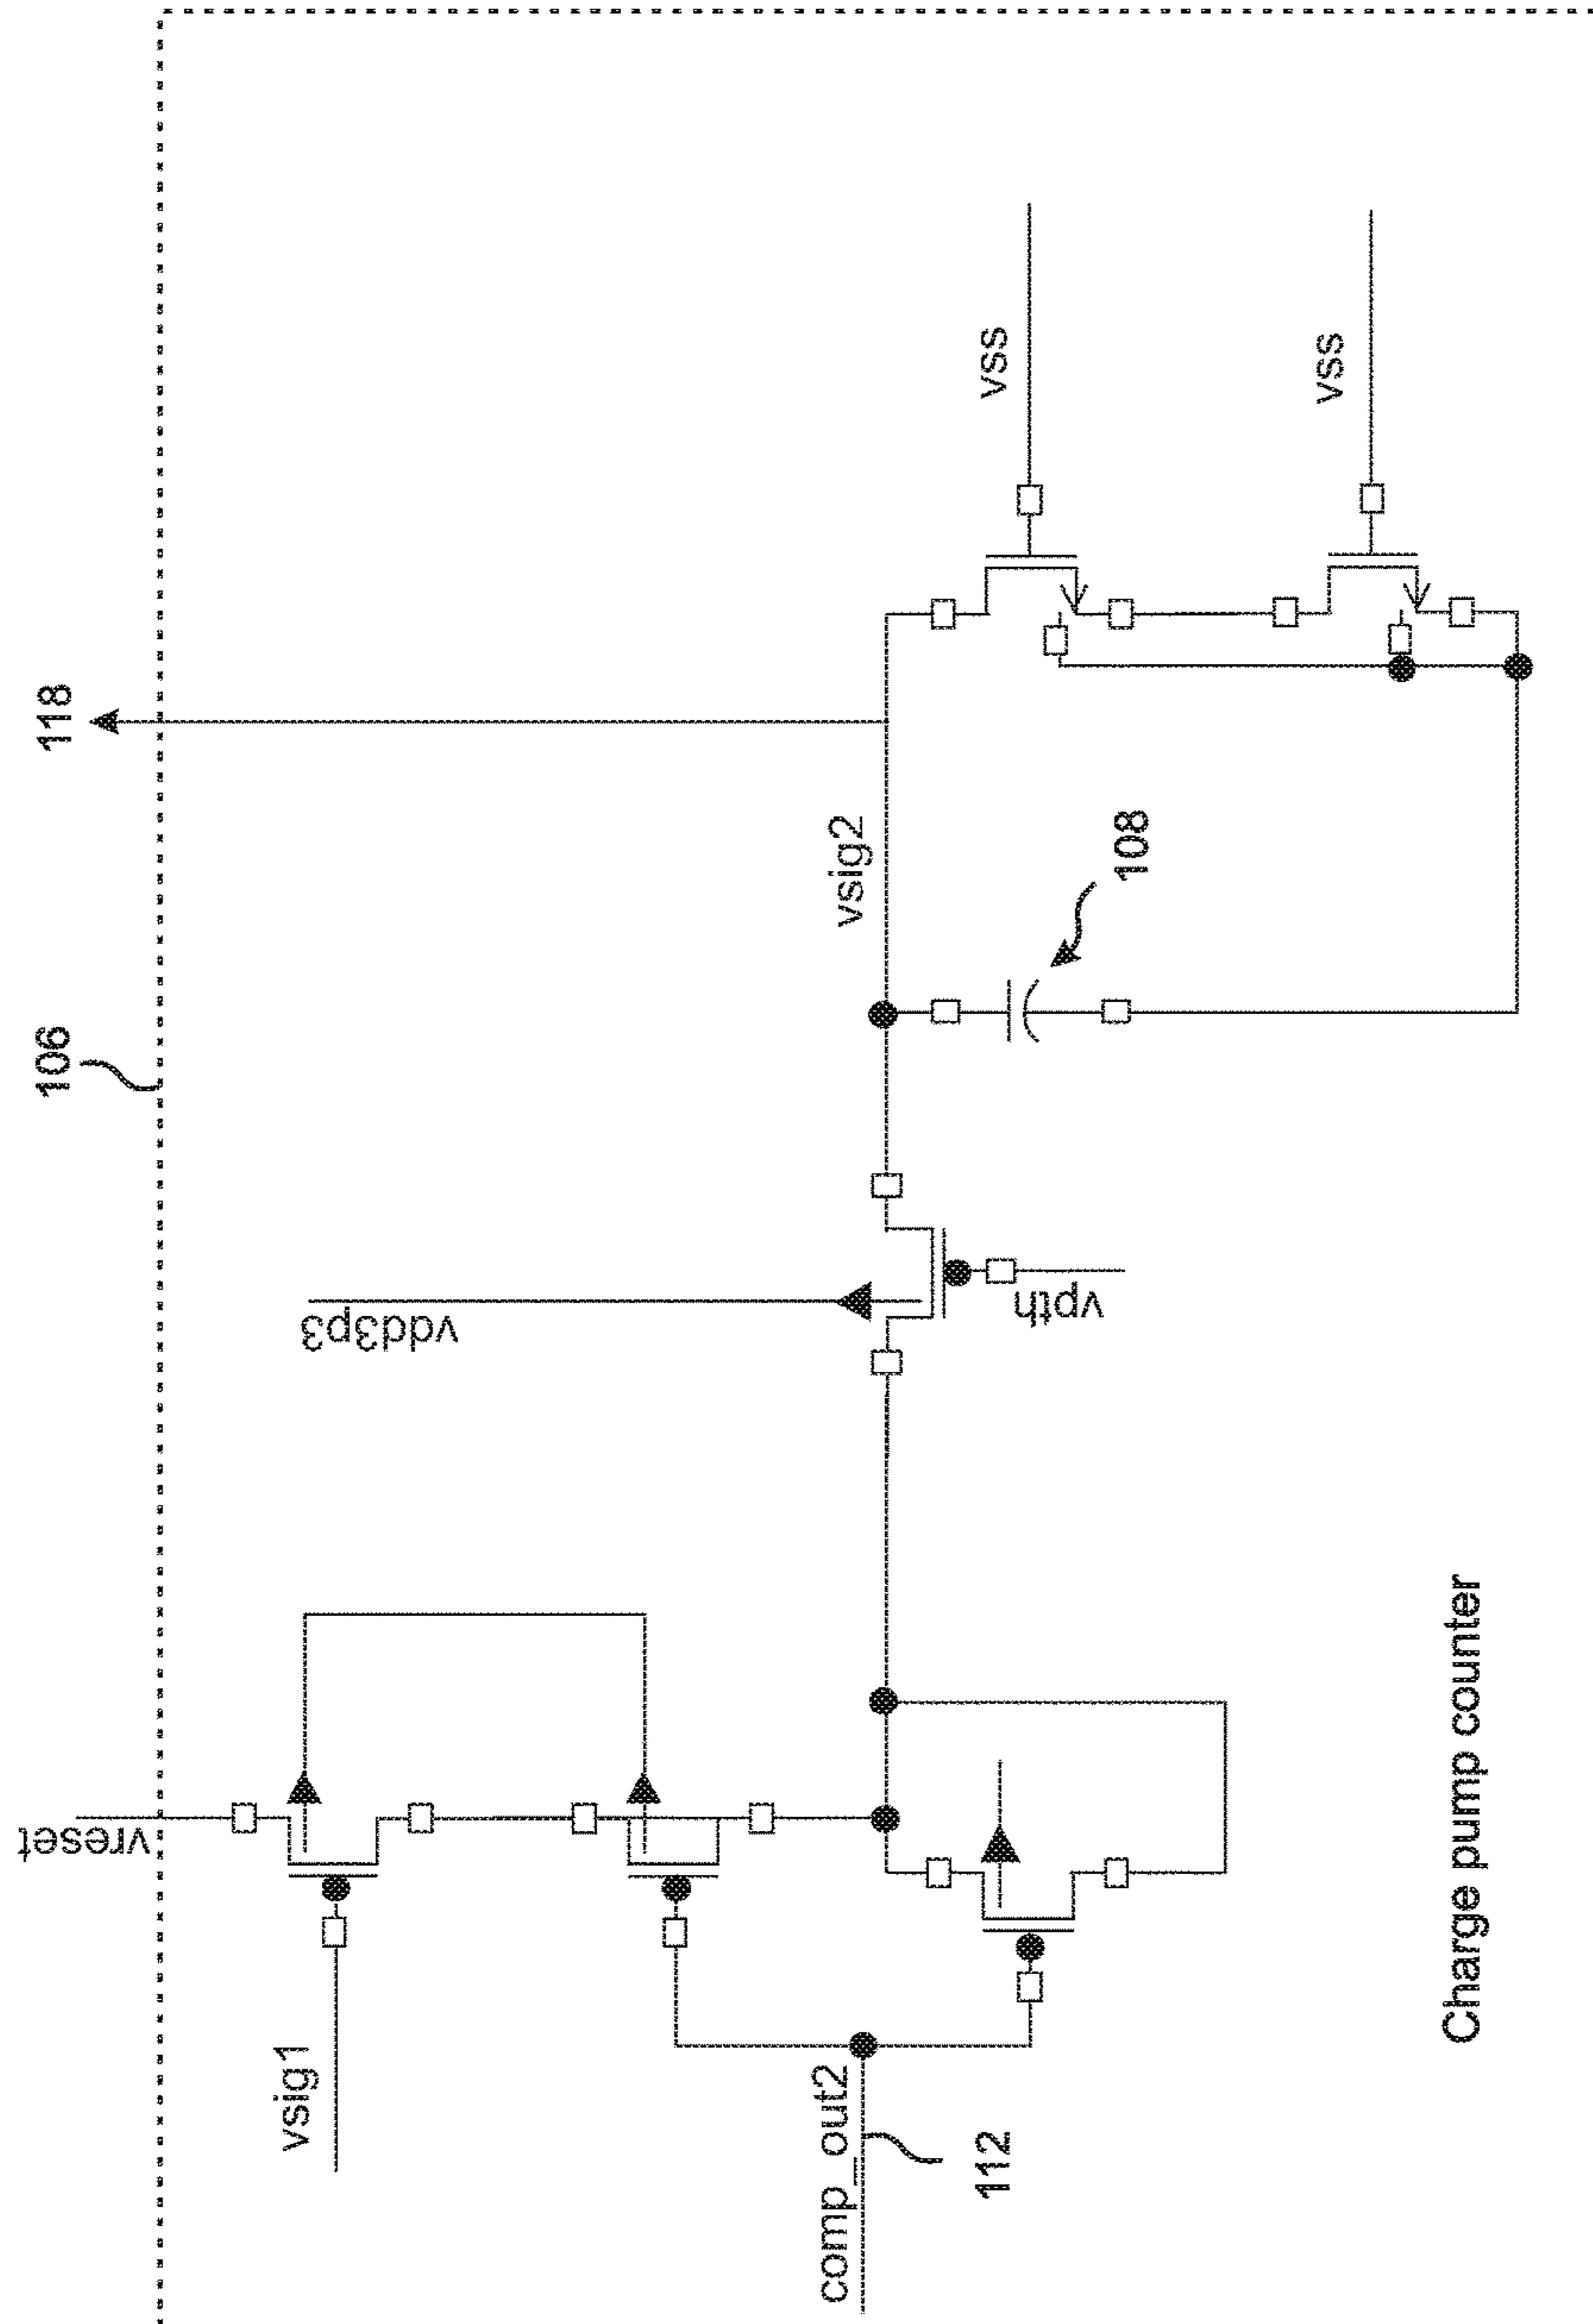 106
118
vreset
vsig1
vdd3p3
vsig2
comp_out2
112
vpth
108
vss
vss
Charge pump counter